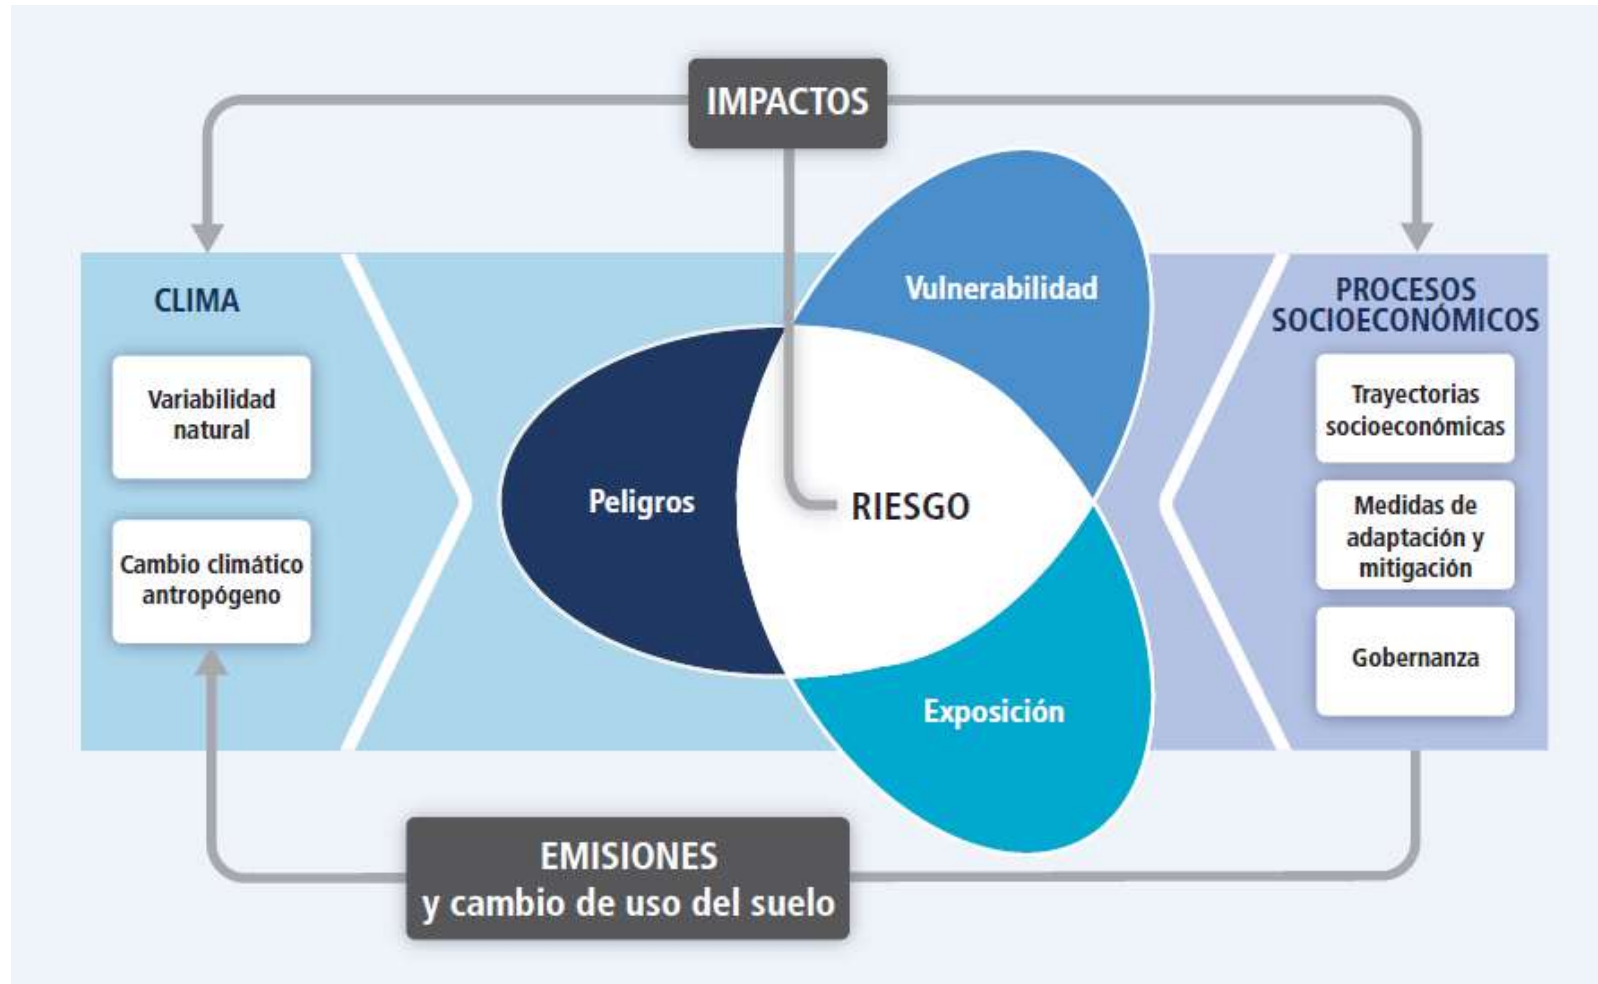 IMPACTOS
CLIMA
Variabilidad
natural
Cambio climático
antropógeno
Vulnerabilidad
Peligros
RIESGO
Exposición
PROCESOS
SOCIOECONÓMICOS
Trayectorias
socioeconómicas
Medidas de
adaptación y
mitigación
Gobernanza
EMISIONES
y cambio de uso del suelo